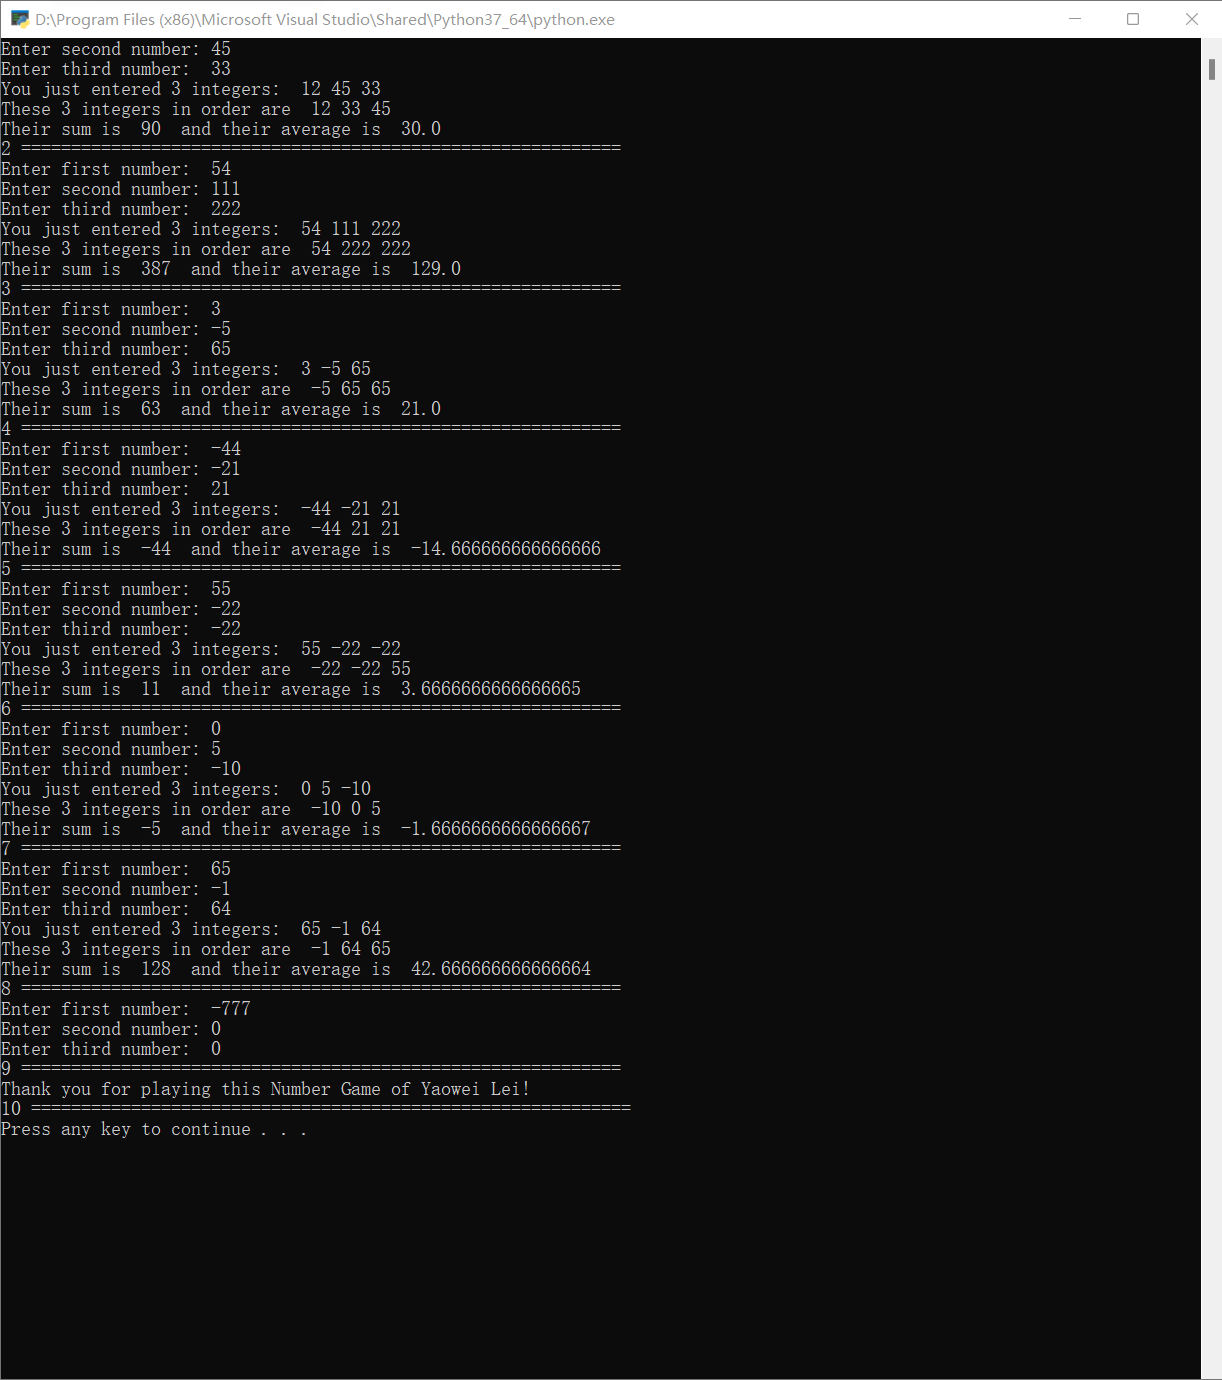 D:\Program Files (x86)\Microsoft Visual Studio\Shared\Python37_64\python.exe
Enter second number: 45
Enter third number:  33
You just entered 3 integers:  12 45 33
These 3 integers in order are  12 33 45
Their sum is  90  and their average is  30.0
2 ============================================================
Enter first number:  54
Enter second number: 111
Enter third number:  222
You just entered 3 integers:  54 111 222
These 3 integers in order are  54 222 222
Their sum is  387  and their average is  129.0
3 ============================================================
Enter first number:  3
Enter second number: -5
Enter third number:  65
You just entered 3 integers:  3 -5 65
These 3 integers in order are  -5 65 65
Their sum is  63  and their average is  21.0
4 ============================================================
Enter first number:  -44
Enter second number: -21
Enter third number:  21
You just entered 3 integers:  -44 -21 21
These 3 integers in order are  -44 21 21
Their sum is  -44  and their average is  -14.666666666666666
5 ============================================================
Enter first number:  55
Enter second number: -22
Enter third number:  -22
You just entered 3 integers:  55 -22 -22
These 3 integers in order are  -22 -22 55
Their sum is  11  and their average is  3.6666666666666665
6 ============================================================
Enter first number:  0
Enter second number: 5
Enter third number:  -10
You just entered 3 integers:  0 5 -10
These 3 integers in order are  -10 0 5
Their sum is  -5  and their average is  -1.6666666666666667
7 ============================================================
Enter first number:  65
Enter second number: -1
Enter third number:  64
You just entered 3 integers:  65 -1 64
These 3 integers in order are  -1 64 65
Their sum is  128  and their average is  42.666666666666664
8 ============================================================
Enter first number:  -777
Enter second number: 0
Enter third number:  0
9 ============================================================
Thank you for playing this Number Game of Yaowei Lei!
10 ============================================================
Press any key to continue . . .